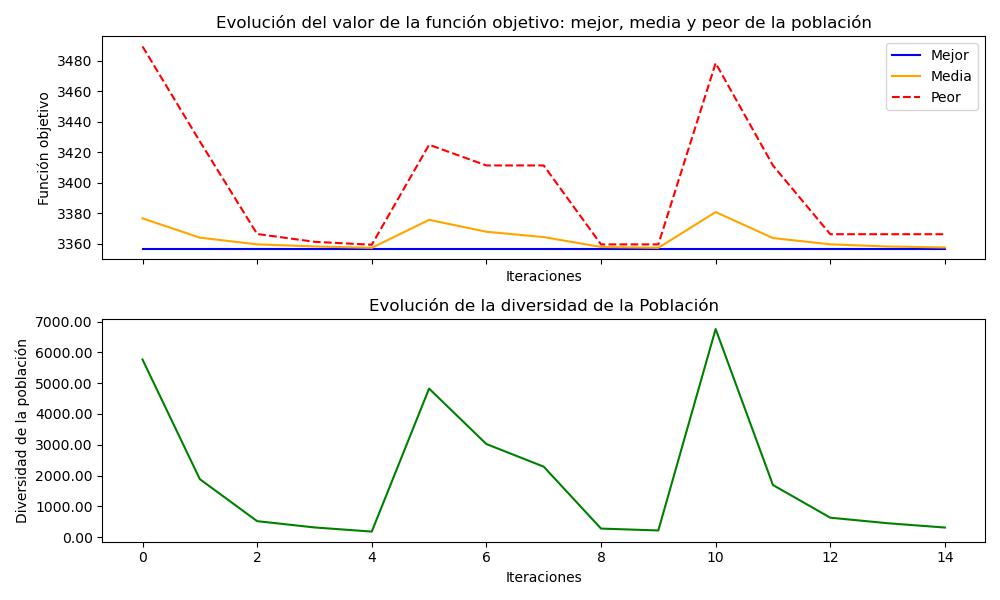 Evolución del valor de la función objetivo: mejor, media y peor de la población
Función objetivo
3480
3460
3440
3420
3400
3380
3360
Mejor
Media
Peor
Iteraciones
Evolución de la diversidad de la Población
Diversidad de la población
7000.00
6000.00
5000.00
4000.00
3000.00
2000.00
1000.00
0.00
0 2 4 6 8 10 12 14
Iteraciones